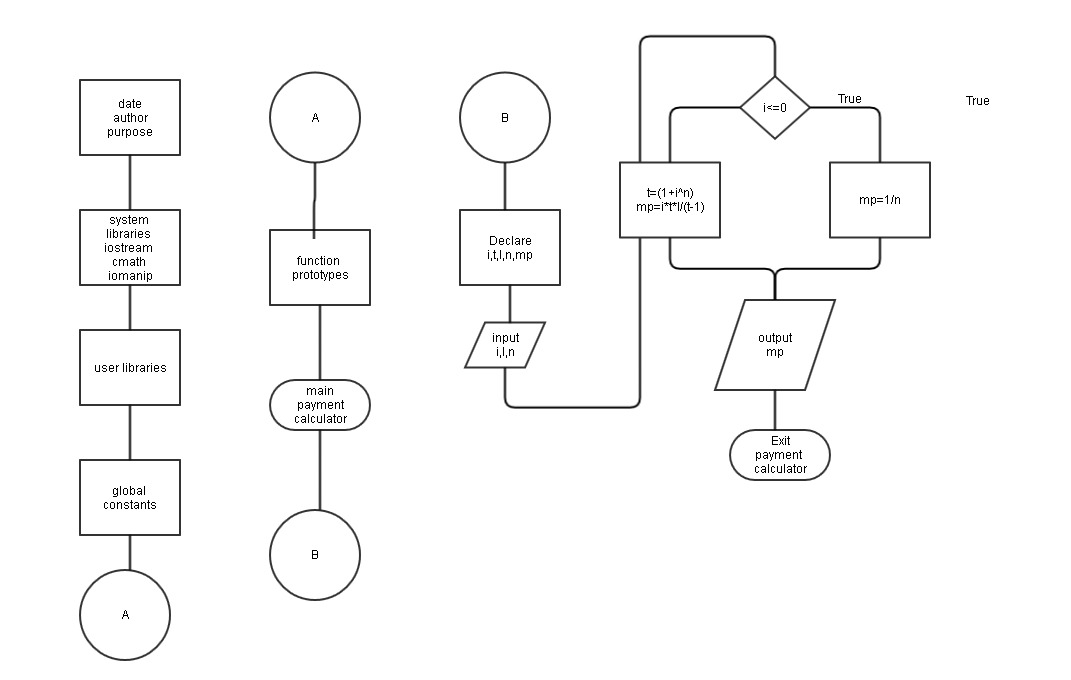 date
author
purpose
system
libraries
iostream
cmath
iomanip
user libraries
global
constants
A
A
function
prototypes
main
payment
calculator
B
B
Declare
i,t,l,n,mp
input
i,l,n
i<=0
True
True
t=(1+i^n)
mp=i*t*l/(t-1)
mp=1/n
output
mp
Exit
payment
calculator